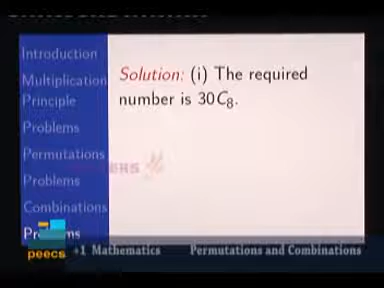 Introduction
Multiplication
Principle
Problems
Permutations
Problems
Combinations
Problems
Solution: (i) The required
number is 30C₈.
peecs
+1 Mathematics
Permutations and Combinations